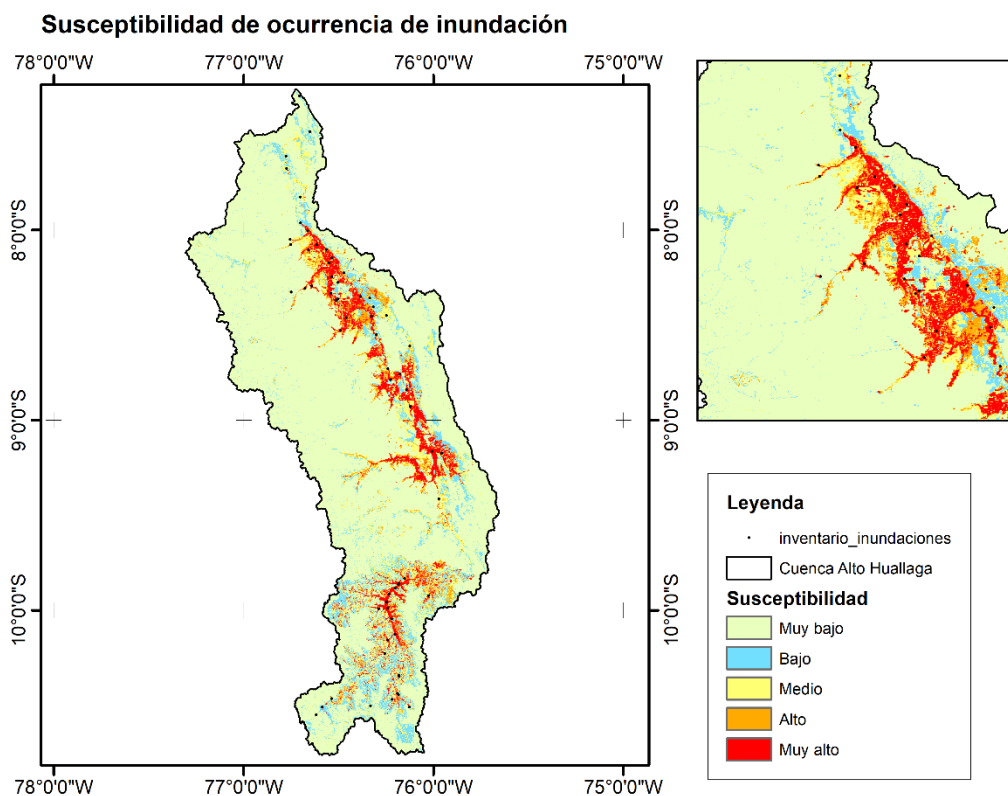 Susceptibilidad de ocurrencia de inundación
78°0'0"W 77°0'0"W 76°0'0"W 75°0'0"W
8°0'0"S 8°0'0"S
9°0'0"S 9°0'0"S
10°0'0"S 10°0'0"S
78°0'0"W 77°0'0"W 76°0'0"W 75°0'0"W
Leyenda
inventario_inundaciones
Cuenca Alto Huallaga
Susceptibilidad
Muy bajo
Bajo
Medio
Alto
Muy alto